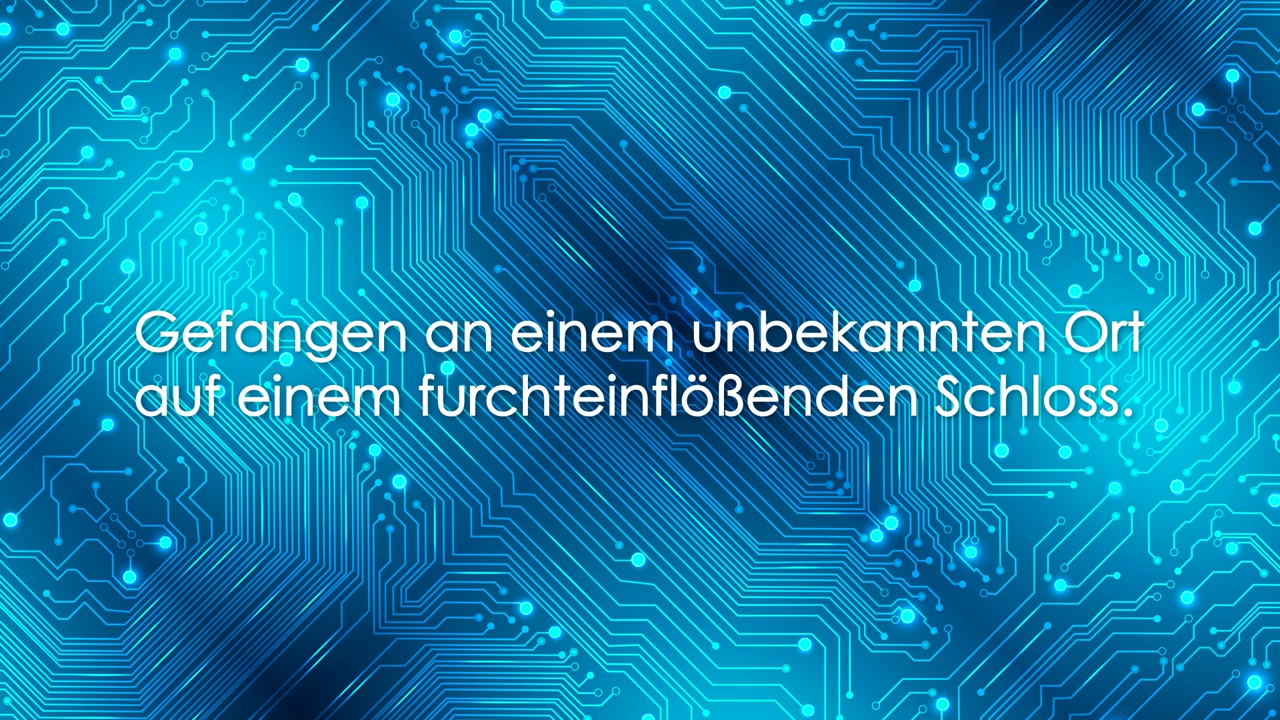 Gefangen an einem unbekannten Ort
auf einem furchteinflößenden Schloss.